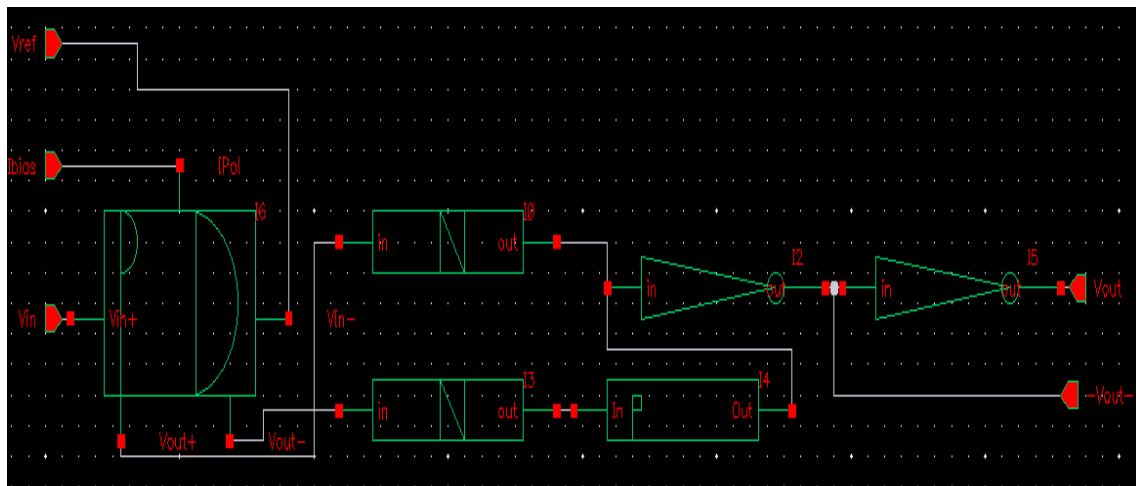 Vref
Ibias
IPol
I6
I0
in
out
I2
in
out
I5
in
out
Vout
Vin
Vin+
VIn-
I3
in
out
I4
In
Out
-Vout-
Vout+
Vout-